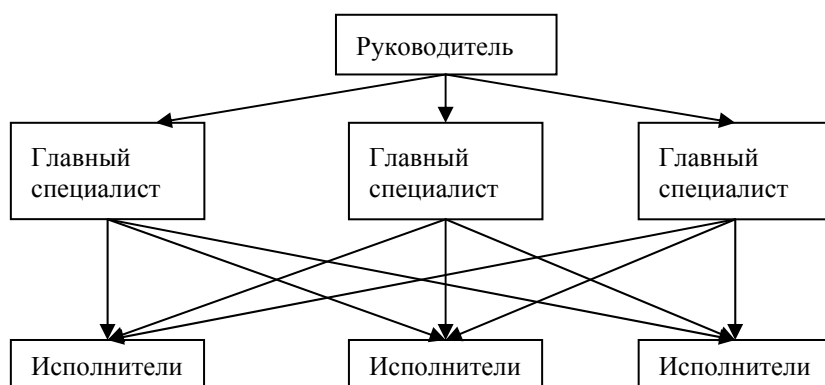 Руководитель
Главный
специалист
Главный
специалист
Главный
специалист
Исполнители
Исполнители
Исполнители